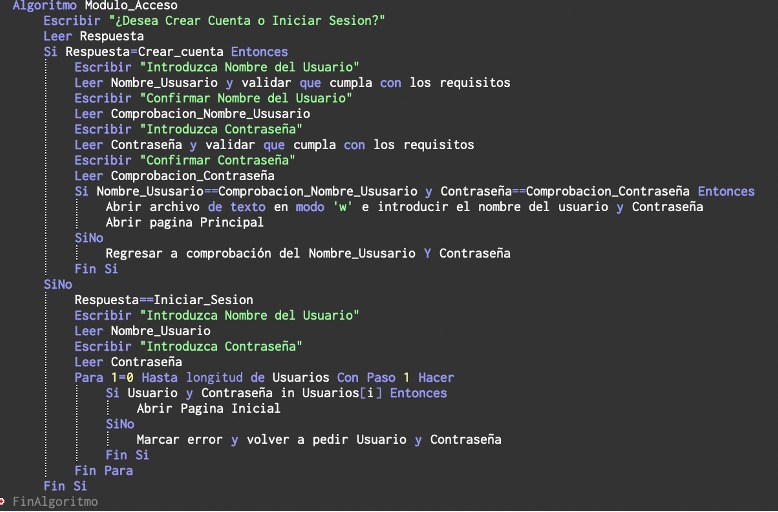 Algoritmo Modulo_Acceso
Escribir "¿Desea Crear Cuenta o Iniciar Sesion?"
Leer Respuesta
Si Respuesta=Crear_cuenta Entonces
Escribir "Introduzca Nombre del Usuario"
Leer Nombre_Ususario y validar que cumpla con los requisitos
Escribir "Confirmar Nombre del Usuario"
Leer Comprobacion_Nombre_Ususario
Escribir "Introduzca Contraseña"
Leer Contraseña y validar que cumpla con los requisitos
Escribir "Confirmar Contraseña"
Leer Comprobacion_Contraseña
Si Nombre_Ususario==Comprobacion_Nombre_Ususario y Contraseña==Comprobacion_Contraseña Entonces
Abrir archivo de texto en modo 'w' e introducir el nombre del usuario y Contraseña
Abrir pagina Principal
SiNo
Regresar a comprobación del Nombre_Ususario Y Contraseña
Fin Si
SiNo
Respuesta==Iniciar_Sesion
Escribir "Introduzca Nombre del Usuario"
Leer Nombre_Usuario
Escribir "Introduzca Contraseña"
Leer Contraseña
Para 1=0 Hasta longitud de Usuarios Con Paso 1 Hacer
Si Usuario y Contraseña in Usuarios[i] Entonces
Abrir Pagina Inicial
SiNo
Marcar error y volver a pedir Usuario y Contraseña
Fin Si
Fin Para
Fin Si
FinAlgoritmo